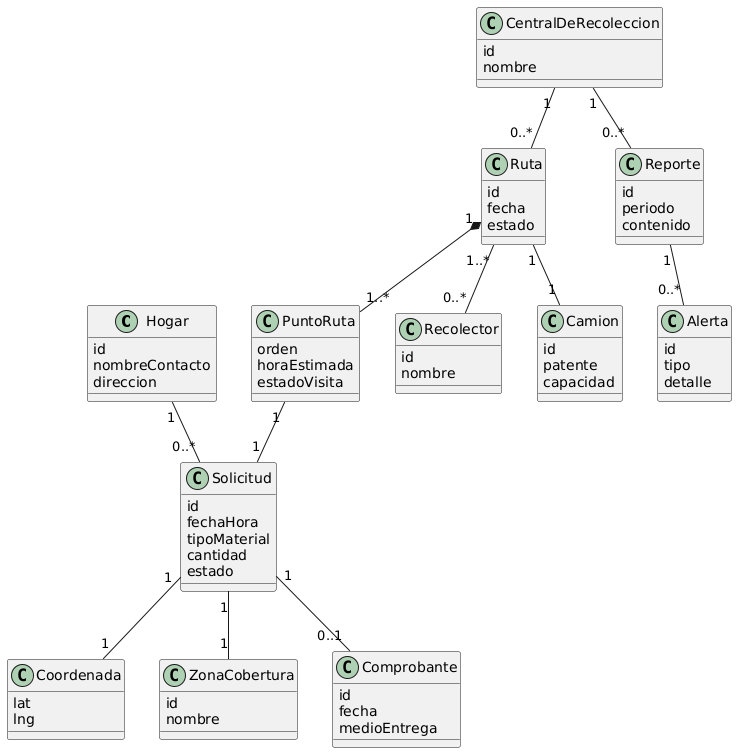 C CentralDeRecoleccion
id
nombre
1
1
0..*
0..*
C Ruta
id
fecha
estado
C Reporte
id
periodo
contenido
1
1..*
1
1
1..*
0..*
1
0..*
C Hogar
id
nombreContacto
direccion
C PuntoRuta
orden
horaEstimada
estadoVisita
C Recolector
id
nombre
C Camion
id
patente
capacidad
C Alerta
id
tipo
detalle
1
1
0..*
1
C Solicitud
id
fechaHora
tipoMaterial
cantidad
estado
1
1
1
1
1
0..1
C Coordenada
lat
lng
C ZonaCobertura
id
nombre
C Comprobante
id
fecha
medioEntrega